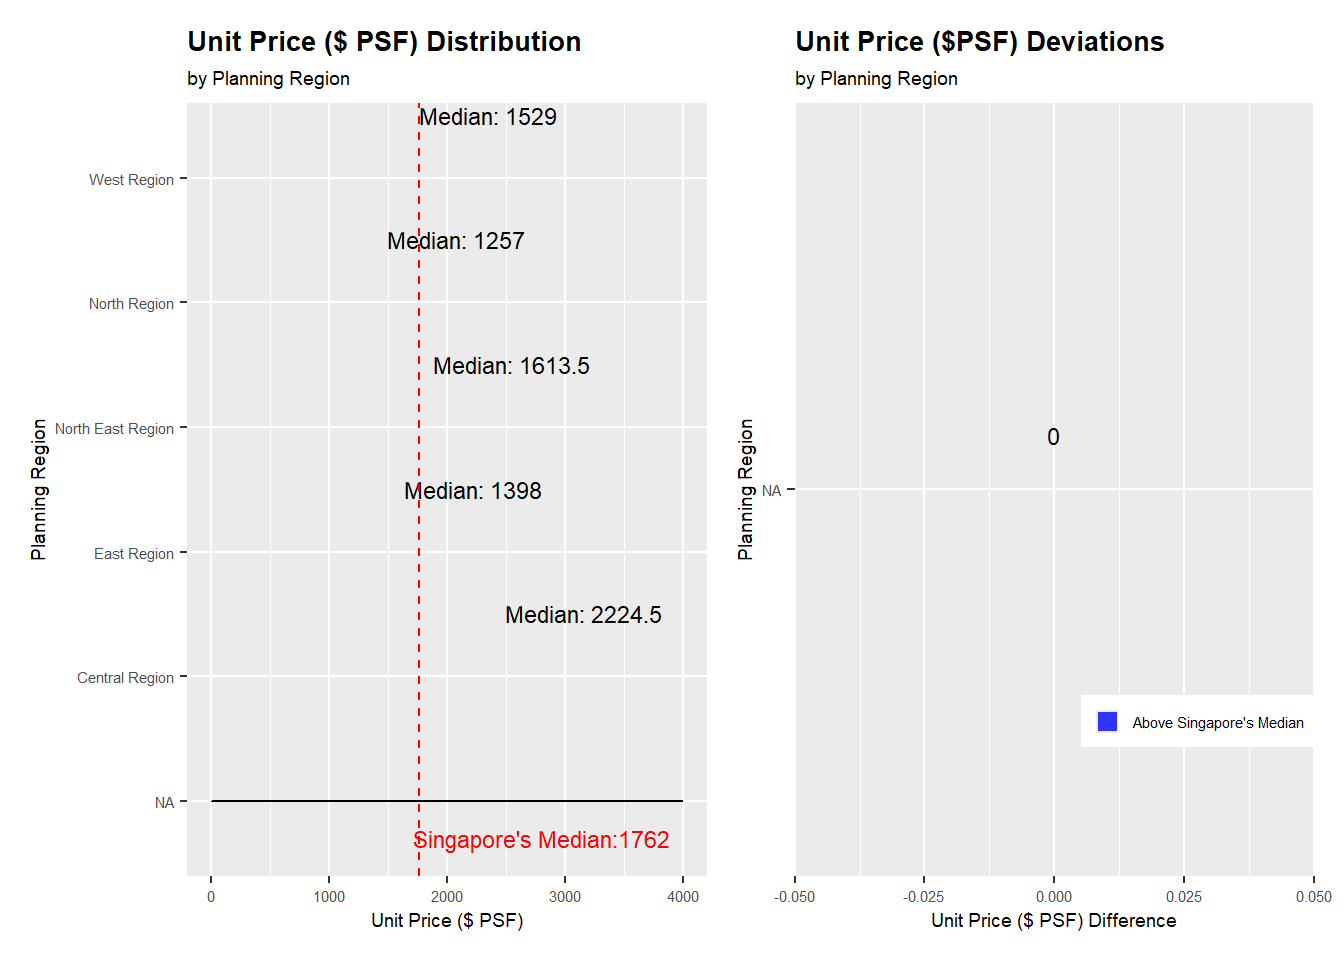 Unit Price ($ PSF) Distribution
by Planning Region
Median: 1529
West Region
Median: 1257
North Region
Median: 1613.5
North East Region
Median: 1398
East Region
Median: 2224.5
Central Region
NA
Singapore's Median:1762
Planning Region
0
1000
2000
3000
4000
Unit Price ($ PSF)
Unit Price ($PSF) Deviations
by Planning Region
0
NA
Planning Region
Above Singapore's Median
-0.050
-0.025
0.000
0.025
0.050
Unit Price ($ PSF) Difference